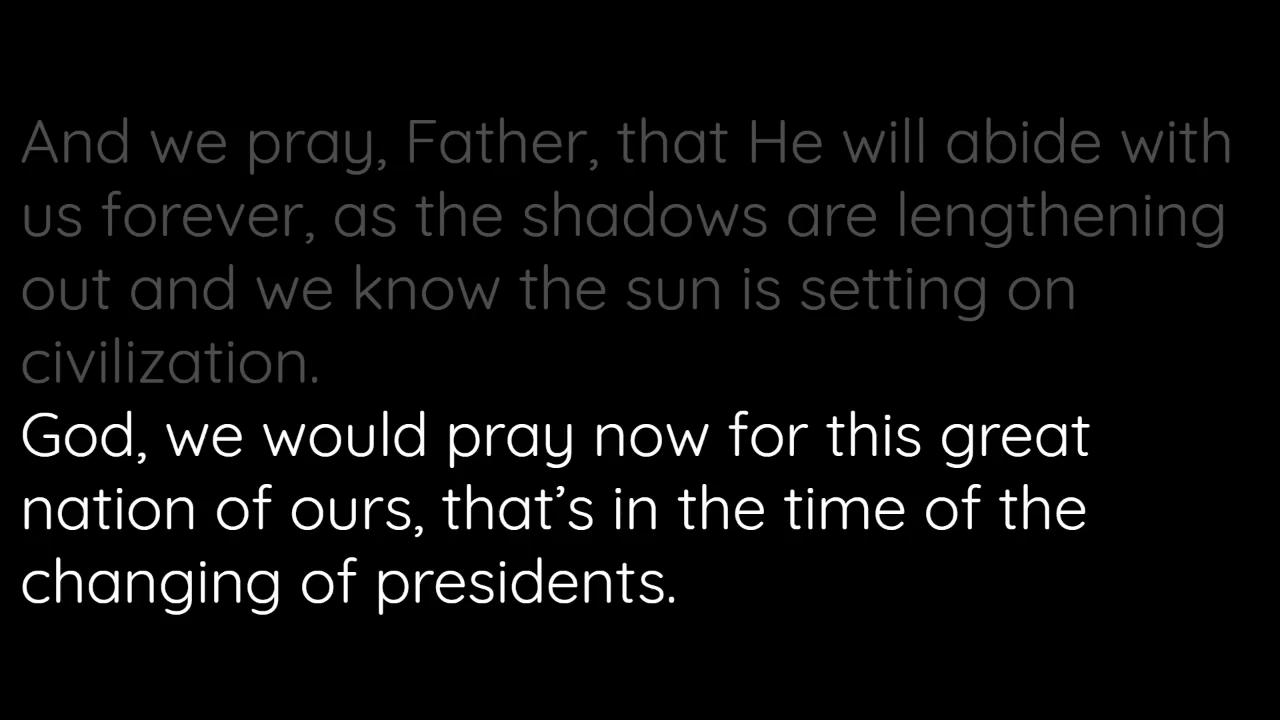 And we pray, Father, that He will abide with
us forever, as the shadows are lengthening
out and we know the sun is setting on
civilization.
God, we would pray now for this great
nation of ours, that’s in the time of the
changing of presidents.